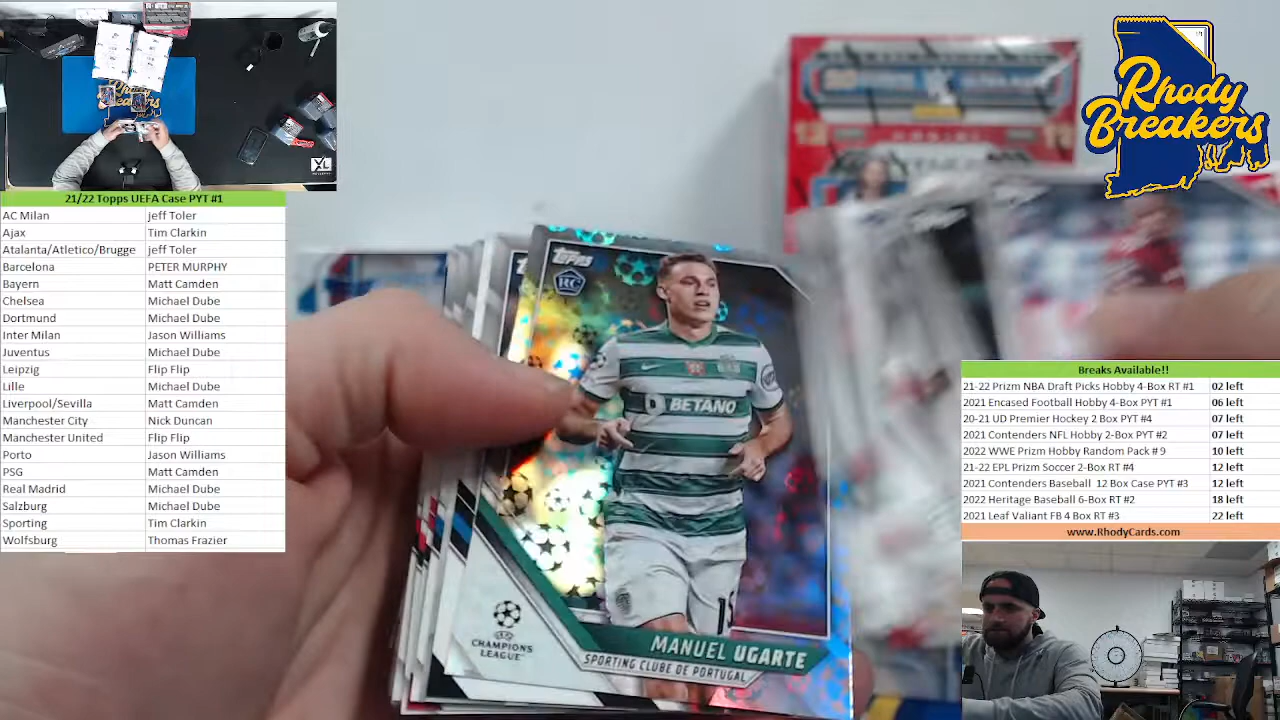 21/22 Topps UEFA Case PYT #1
AC Milan jeff Toler
Ajax Tim Clarkin
Atalanta/Atletico/Brugge jeff Toler
Barcelona PETER MURPHY
Bayern Matt Camden
Chelsea Michael Dube
Dortmund Michael Dube
Inter Milan Jason Williams
Juventus Michael Dube
Leipzig Flip Flip
Lille Michael Dube
Liverpool/Sevilla Matt Camden
Manchester City Nick Duncan
Manchester United Flip Flip
Porto Jason Williams
PSG Matt Camden
Real Madrid Michael Dube
Salzburg Michael Dube
Sporting Tim Clarkin
Wolfsburg Thomas Frazier
Rhody
Breakers
XL
Topps
RC
BETANO
UEFA
CHAMPIONS
LEAGUE
MANUEL UGARTE
SPORTING CLUBE DE PORTUGAL
Rhody
Breakers
Breaks Available!!
21-22 Prizm NBA Draft Picks Hobby 4-Box RT #1 02 left
2021 Encased Football Hobby 4-Box PYT #1 06 left
20-21 UD Premier Hockey 2 Box PYT #4 07 left
2021 Contenders NFL Hobby 2-Box PYT #2 07 left
2022 WWE Prizm Hobby Random Pack # 9 10 left
21-22 EPL Prizm Soccer 2-Box RT #4 12 left
2021 Contenders Baseball 12 Box Case PYT #3 12 left
2022 Heritage Baseball 6-Box RT #2 18 left
2021 Leaf Valiant FB 4 Box RT #3 22 left
www.RhodyCards.com